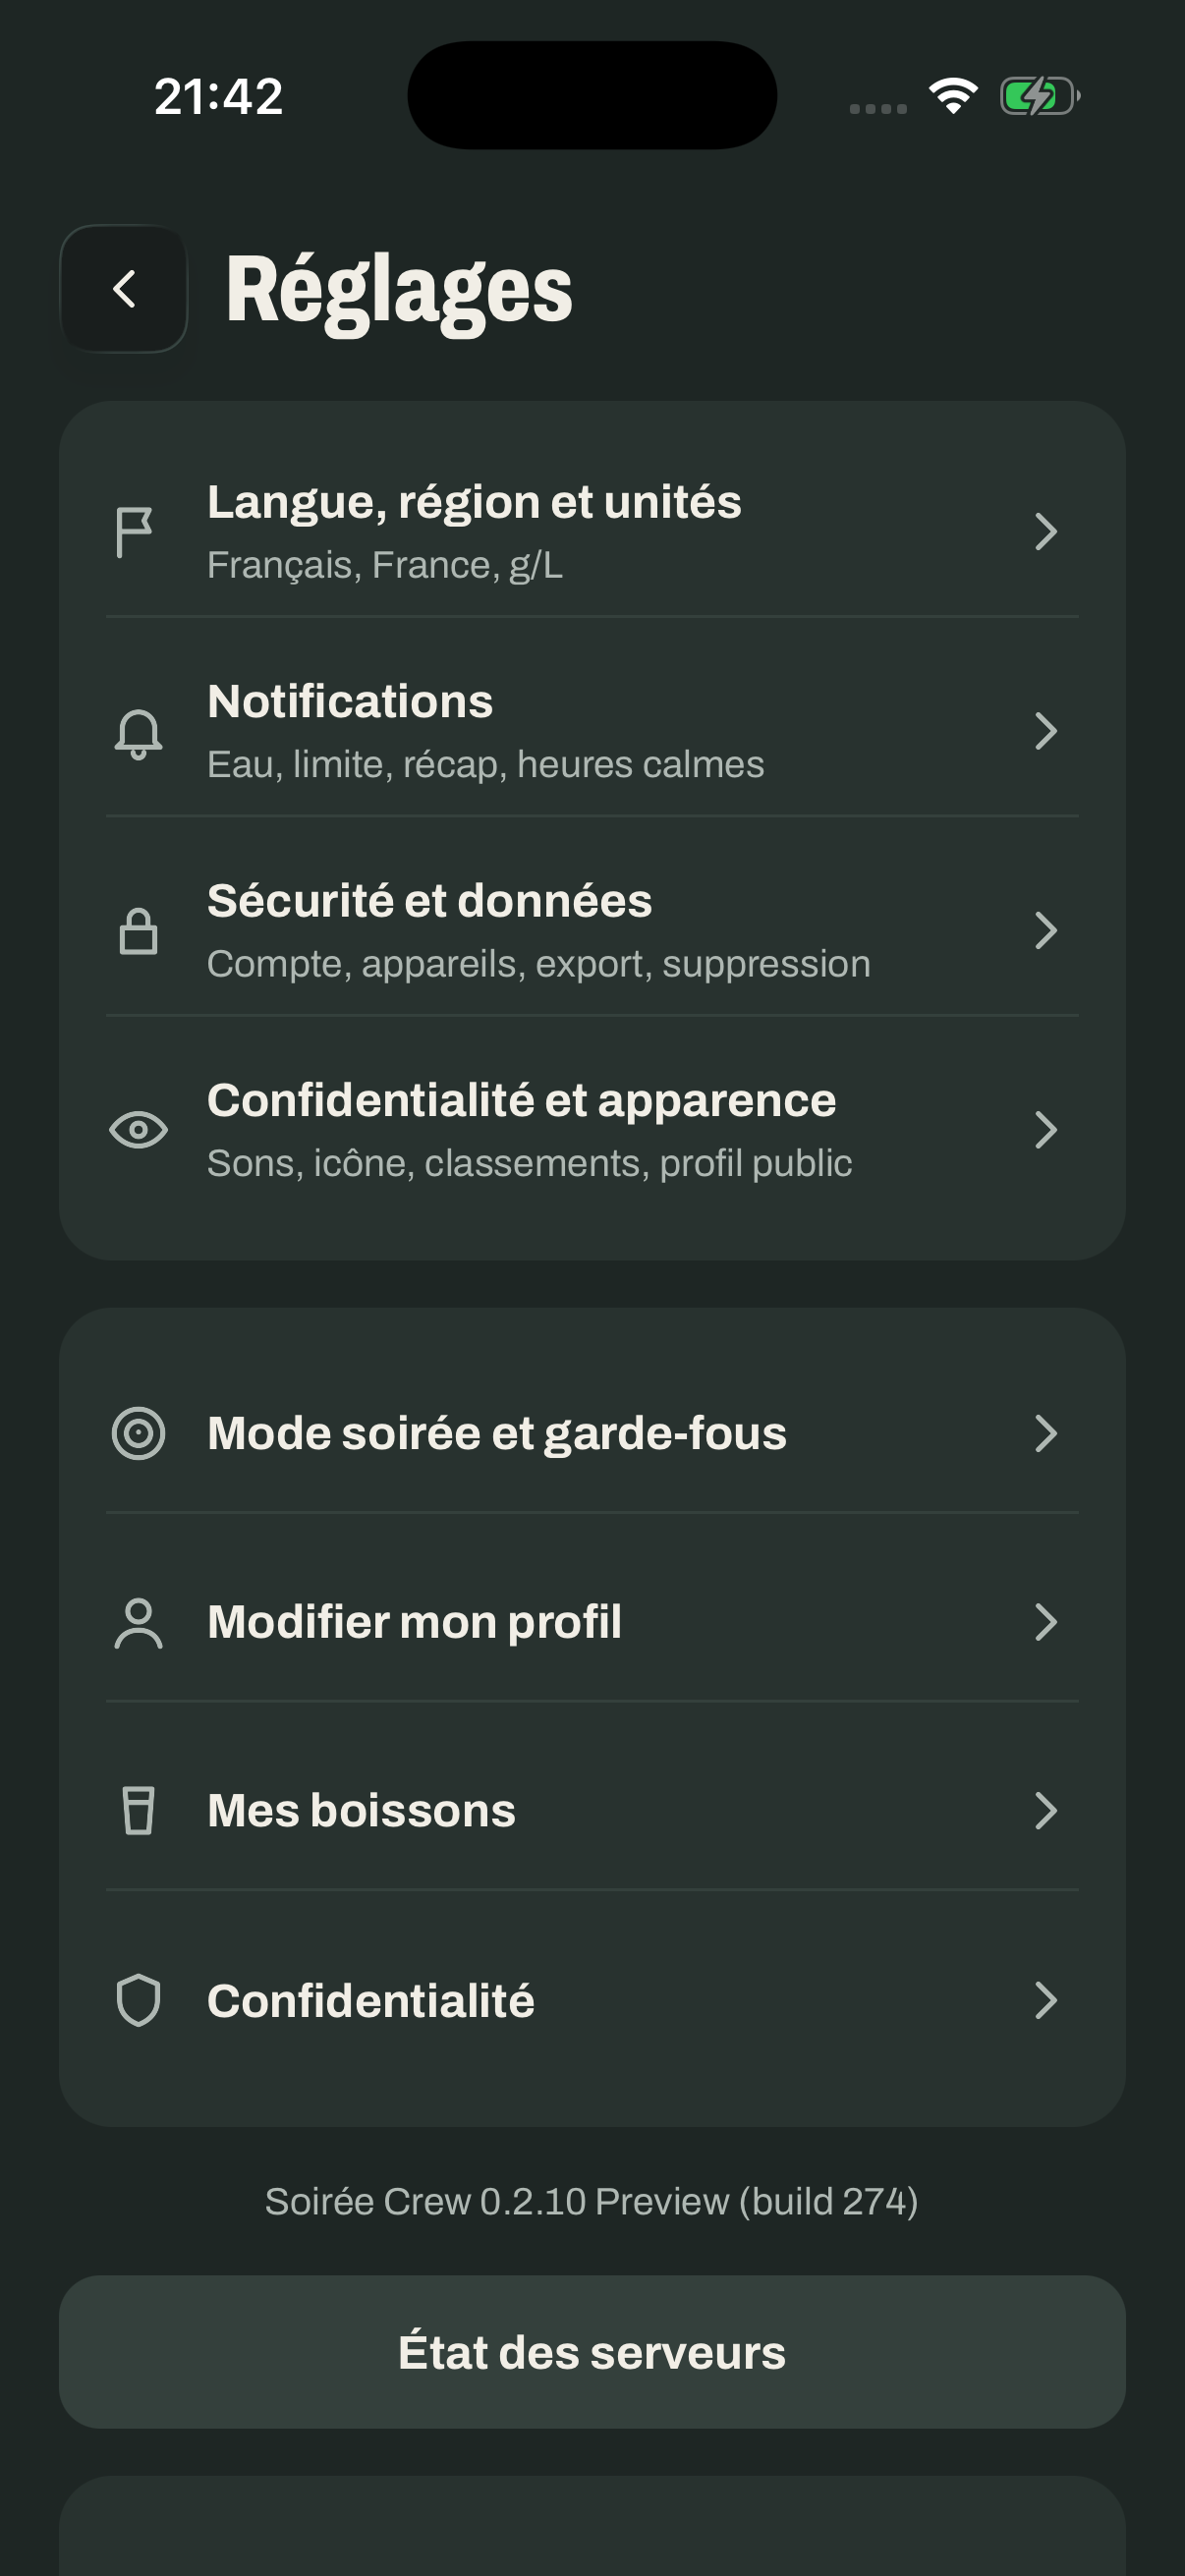 21:42
Réglages
Langue, région et unités
Français, France, g/L
Notifications
Eau, limite, récap, heures calmes
Sécurité et données
Compte, appareils, export, suppression
Confidentialité et apparence
Sons, icône, classements, profil public
Mode soirée et garde-fous
Modifier mon profil
Mes boissons
Confidentialité
Soirée Crew 0.2.10 Preview (build 274)
État des serveurs